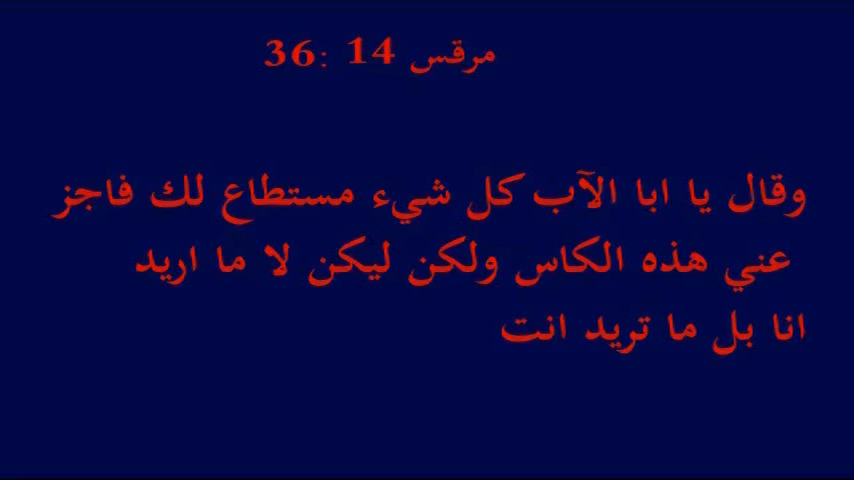 مرقس 14 :36
وقال يا ابا الآب كل شيء مستطاع لك فاجز
عني هذه الكاس ولكن ليكن لا ما اريد
انا بل ما تريد انت